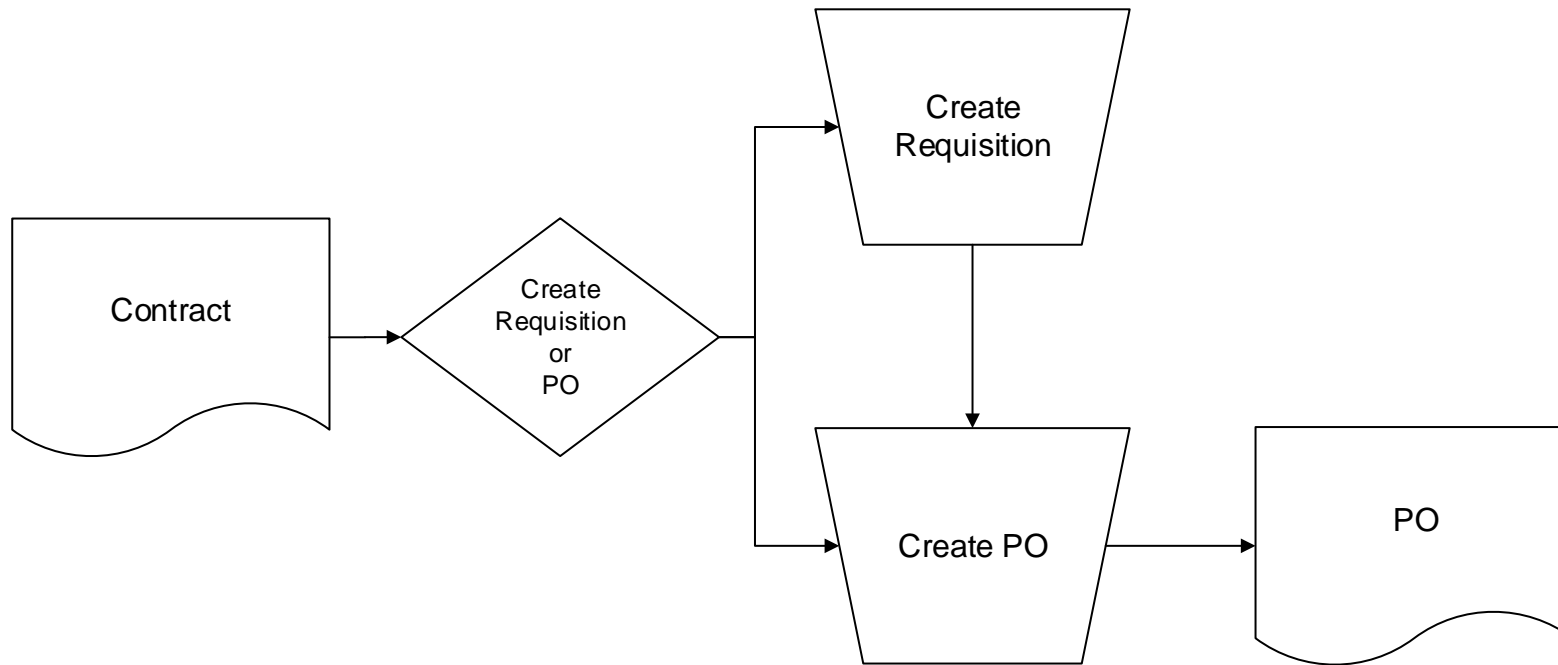 Contract
Create
Requisition
or
PO
Create
Requisition
Create PO
PO